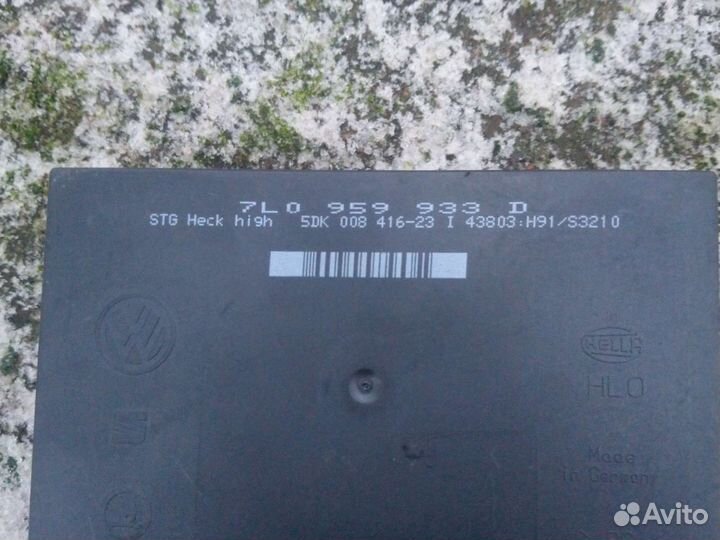 7L0 959 933 D
STG Heck high 5DK 008 416-23 I 43803:H91/S3210
HELLA
HLO
Made
in Germany
Avito